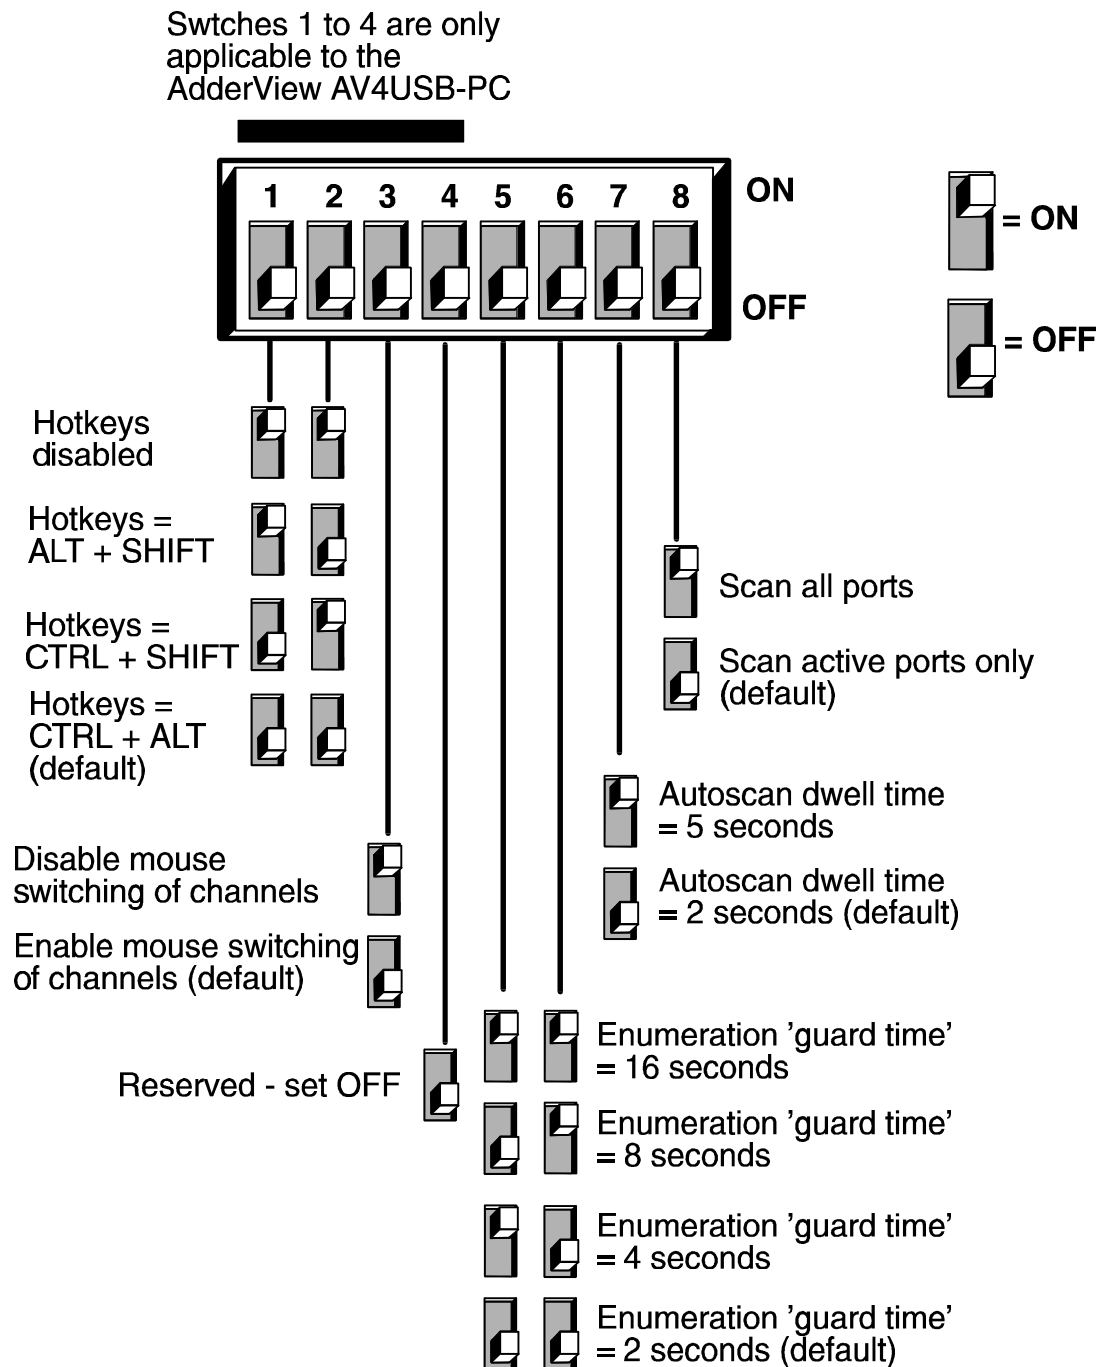 Swtches 1 to 4 are only
applicable to the
AdderView AV4USB-PC
1 2 3 4 5 6 7 8
ON
OFF
= ON
= OFF
Hotkeys
disabled
Hotkeys =
ALT + SHIFT
Hotkeys =
CTRL + SHIFT
Hotkeys =
CTRL + ALT
(default)
Scan all ports
Scan active ports only
(default)
Autoscan dwell time
= 5 seconds
Autoscan dwell time
= 2 seconds (default)
Disable mouse
switching of channels
Enable mouse switching
of channels (default)
Reserved - set OFF
Enumeration ’guard time’
= 16 seconds
Enumeration ’guard time’
= 8 seconds
Enumeration ’guard time’
= 4 seconds
Enumeration ’guard time’
= 2 seconds (default)